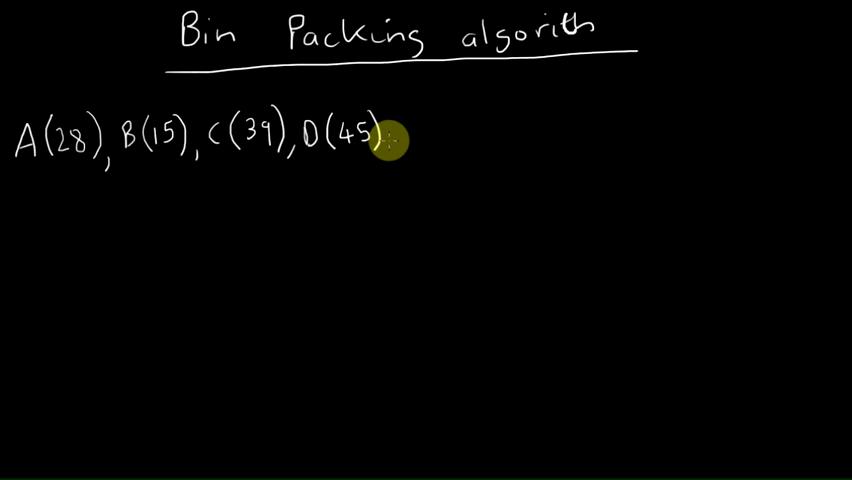 Bin Packing algorith
A(28), B(15), C(39), D(45)